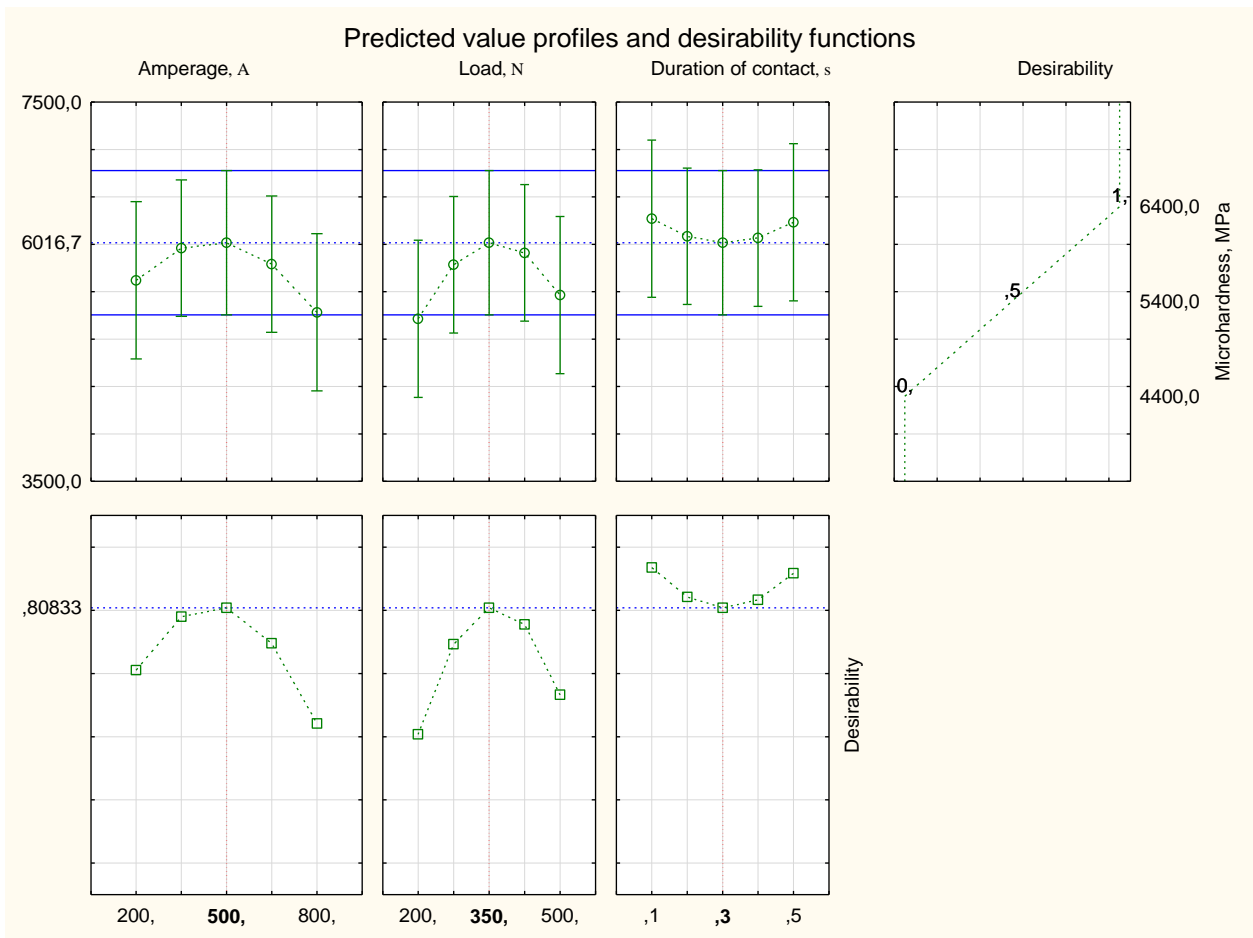 Predicted value profiles and desirability functions
Amperage, A
Load, N
Duration of contact, s
Desirability
7500,0
6016,7
3500,0
1,
,5
0,
6400,0
5400,0
4400,0
Microhardness, MPa
,80833
Desirability
200, 500, 800,
200, 350, 500,
,1 ,3 ,5